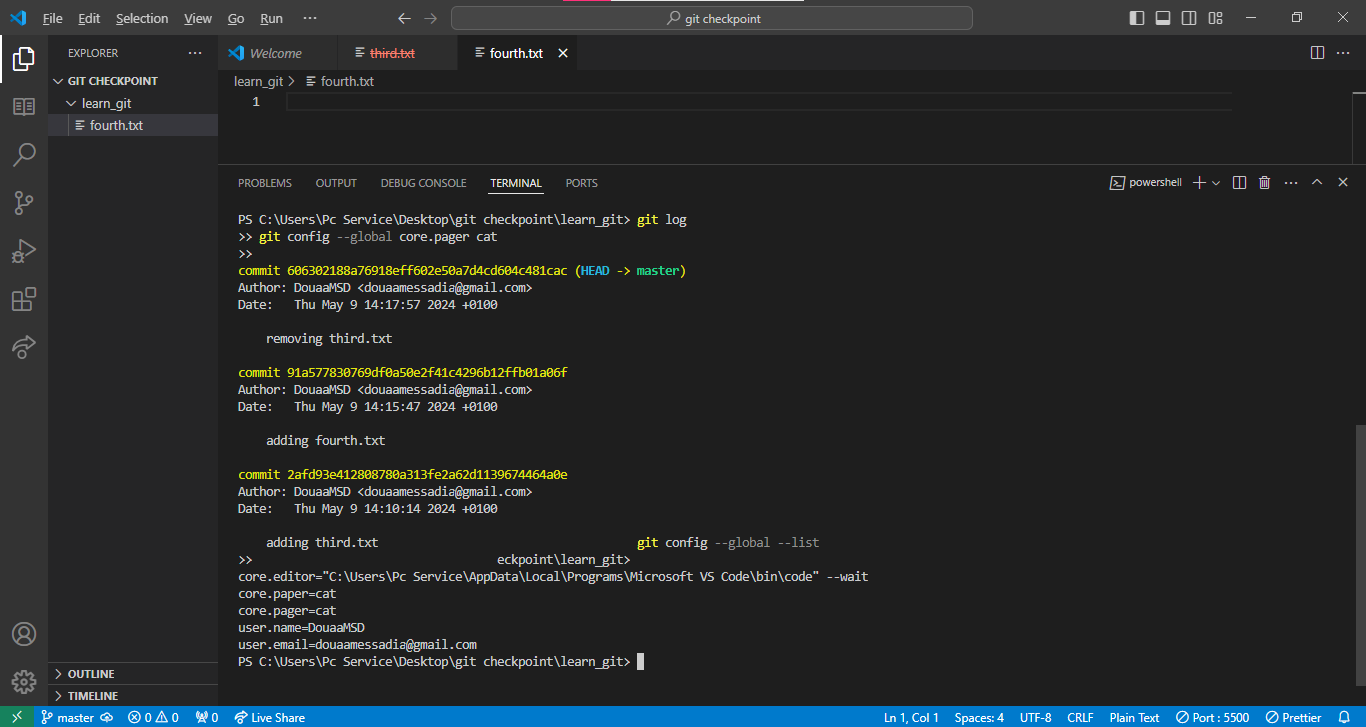 File Edit Selection View Go Run ··· git checkpoint
EXPLORER ···
GIT CHECKPOINT
learn_git
fourth.txt
OUTLINE
TIMELINE
Welcome third.txt fourth.txt
learn_git > fourth.txt
1
PROBLEMS OUTPUT DEBUG CONSOLE TERMINAL PORTS powershell
PS C:\Users\Pc Service\Desktop\git checkpoint\learn_git> git log
>> git config --global core.pager cat
>>
commit 606302188a76918eff602e50a7d4cd604c481cac (HEAD -> master)
Author: DouaaMSD <douaamessadia@gmail.com>
Date:   Thu May 9 14:17:57 2024 +0100
    removing third.txt
commit 91a577830769df0a50e2f41c4296b12ffb01a06f
Author: DouaaMSD <douaamessadia@gmail.com>
Date:   Thu May 9 14:15:47 2024 +0100
    adding fourth.txt
commit 2afd93e412808780a313fe2a62d1139674464a0e
Author: DouaaMSD <douaamessadia@gmail.com>
Date:   Thu May 9 14:10:14 2024 +0100
    adding third.txt                                     git config --global --list
>>                                   eckpoint\learn_git>
core.editor="C:\Users\Pc Service\AppData\Local\Programs\Microsoft VS Code\bin\code" --wait
core.paper=cat
core.pager=cat
user.name=DouaaMSD
user.email=douaamessadia@gmail.com
PS C:\Users\Pc Service\Desktop\git checkpoint\learn_git>
master 0 0 0 Live Share Ln 1, Col 1 Spaces: 4 UTF-8 CRLF Plain Text Port : 5500 Prettier